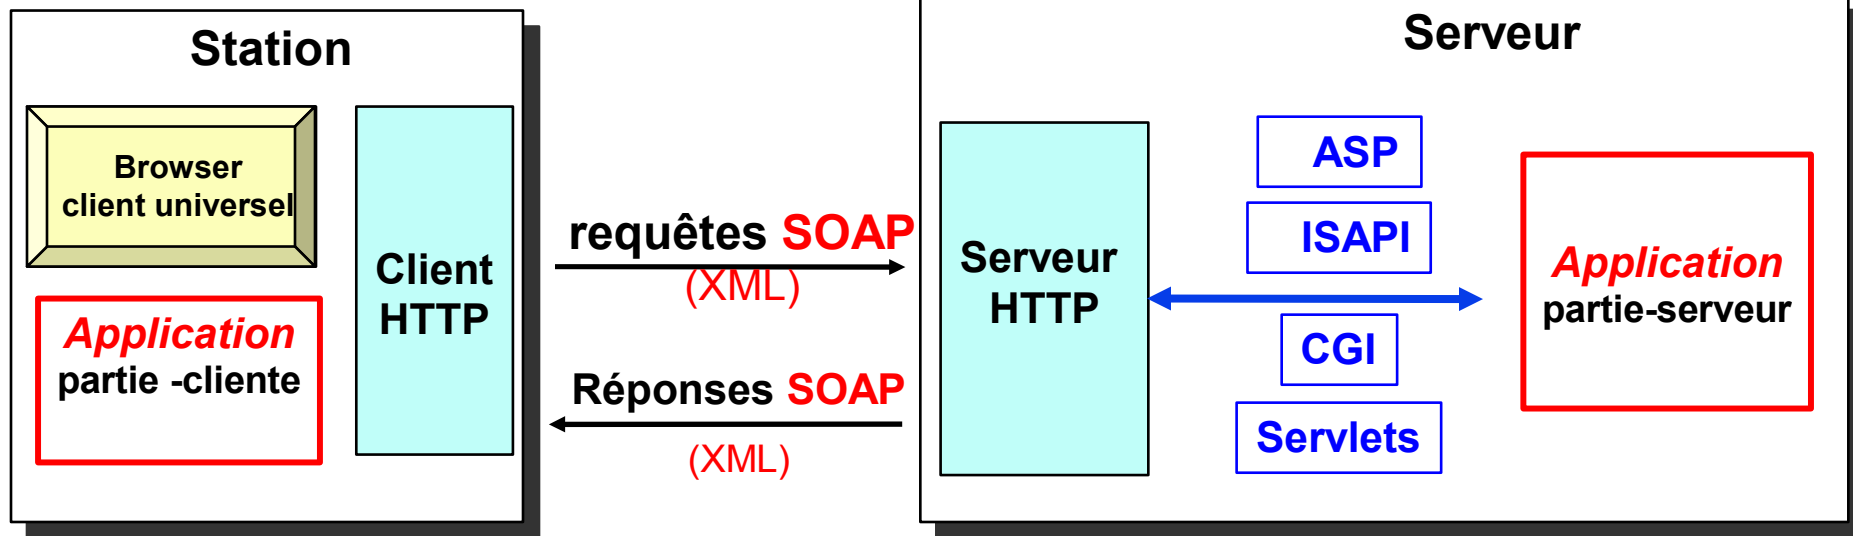 Station
Browser
client universel
Application
partie -cliente
Client
HTTP
requêtes SOAP
(XML)
Réponses SOAP
(XML)
Serveur
Serveur
HTTP
ASP
ISAPI
CGI
Servlets
Application
partie-serveur